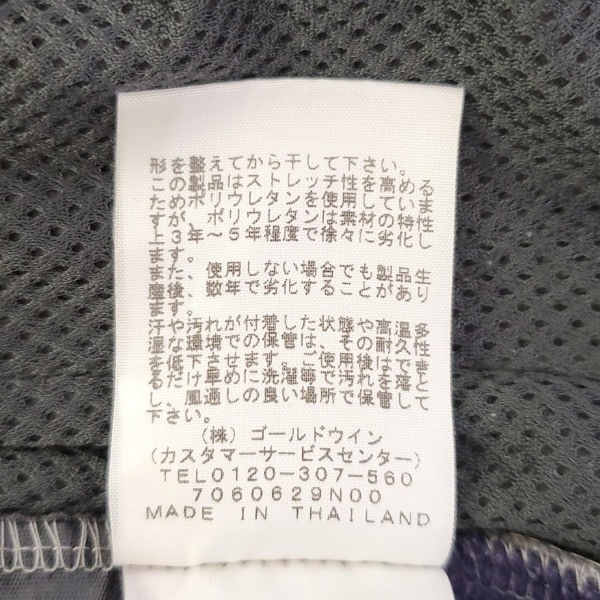 形を整えてから干して下さい。
この製品はストレッチ性を高める
ためポリウレタンを使用していま
すが、ポリウレタンは素材の特性
上3年～5年程度で徐々に劣化し
ます。
また、使用しない場合でも製品生
産後、数年で劣化することがあり
ます。
汗や汚れが付着した状態や高温多
湿な環境での保管は、その耐久性
を低下させます。ご使用後はでき
るだけ早めに洗濯等で汚れを落と
し、風通しの良い場所で保管して
下さい。
(株)ゴールドウイン
(カスタマーサービスセンター)
TEL0120-307-560
7060629N00
MADE IN THAILAND